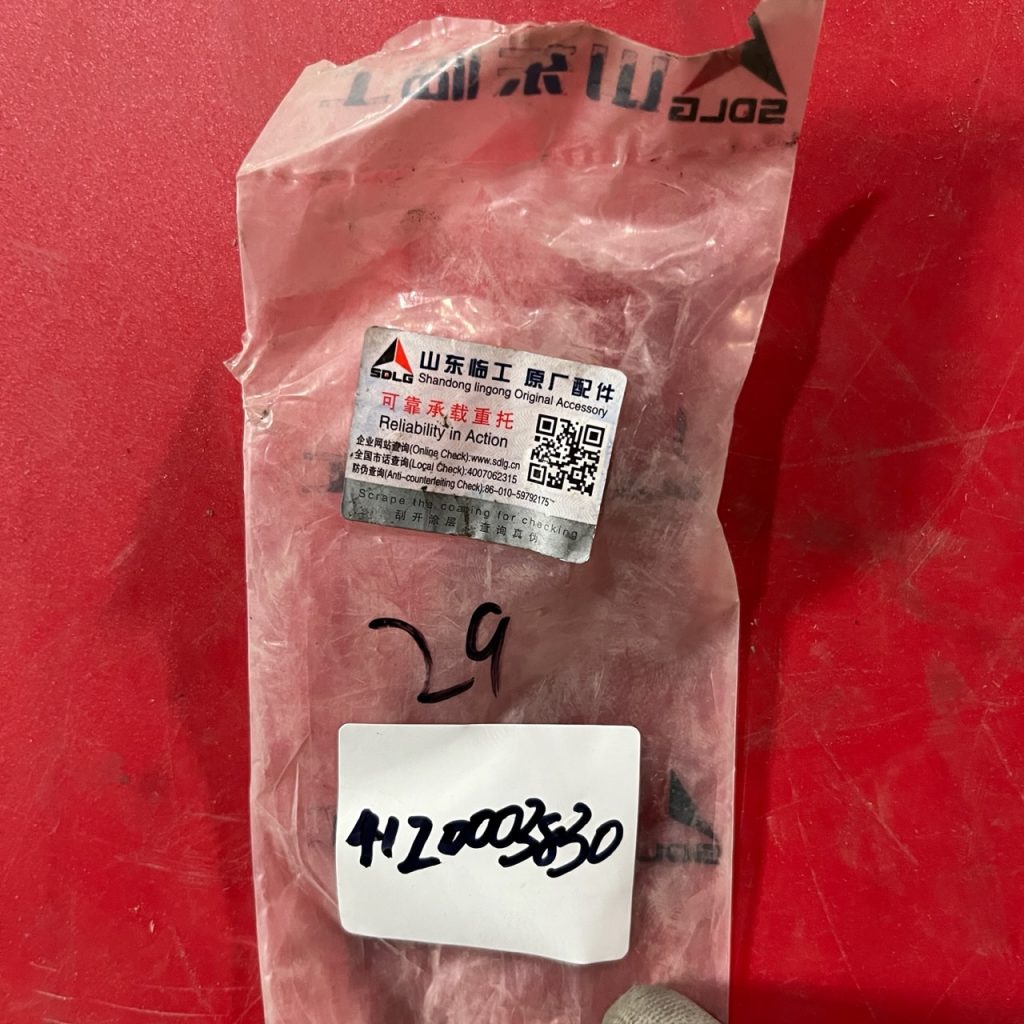 山东临工
SDLG
SDLG
山东临工 原厂配件
Shandong lingong Original Accessory
可靠承载重托
Reliability in Action
企业网站查询(Online Check):www.sdlg.cn
全国市话查询(Local Check):4007062315
防伪查询(Anti-counterfeiting Check):86-010-59792175
Scrape the coating for checking
刮开涂层 查询真伪
29
4120003830
SDLG